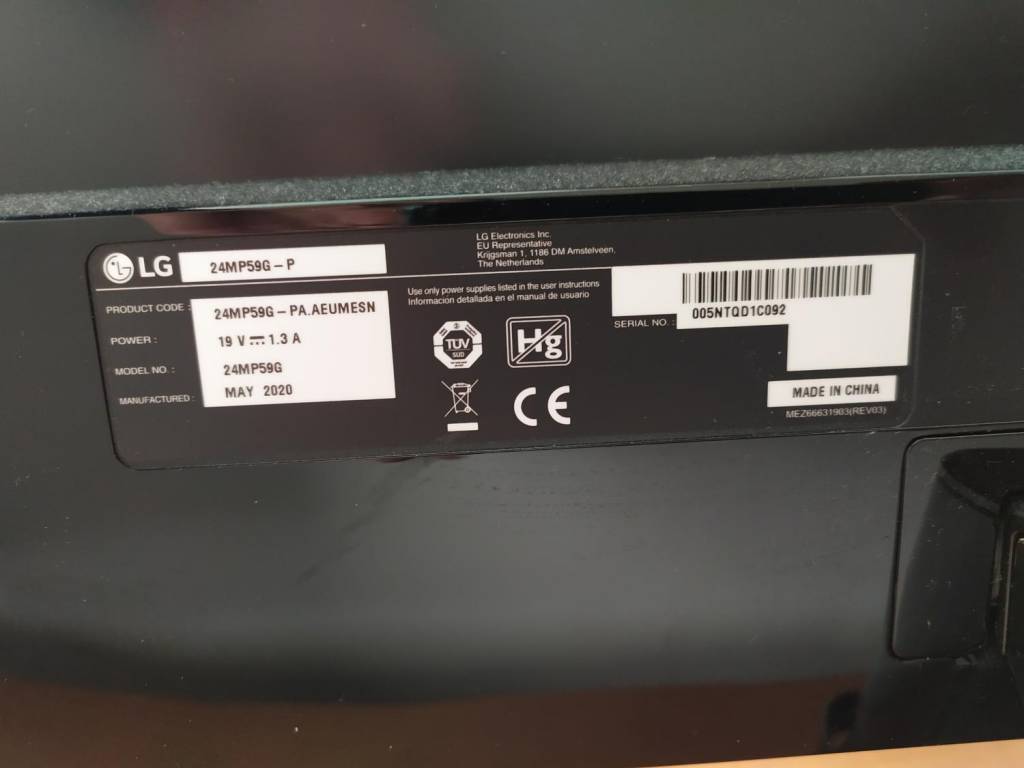 LG 24MP59G-P
LG Electronics Inc.
EU Representative
Krijgsman 1, 1186 DM Amstelveen,
The Netherlands
Use only power supplies listed in the user instructions
Información detallada en el manual de usuario
PRODUCT CODE : 24MP59G-PA.AEUMESN
POWER : 19 V ⎓ 1.3 A
MODEL NO. : 24MP59G
MANUFACTURED : MAY 2020
TÜV
SÜD
Hg
CE
SERIAL NO. : 005NTQD1C092
MADE IN CHINA
MEZ66631903(REV03)